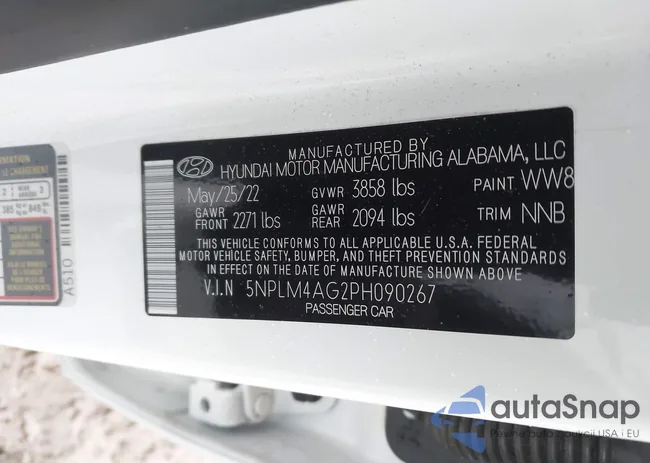 MANUFACTURED BY
HYUNDAI MOTOR MANUFACTURING ALABAMA, LLC
May/25/22 GVWR 3858 lbs PAINT WW8
GAWR FRONT 2271 lbs GAWR REAR 2094 lbs TRIM NNB
THIS VEHICLE CONFORMS TO ALL APPLICABLE U.S.A. FEDERAL
MOTOR VEHICLE SAFETY, BUMPER, AND THEFT PREVENTION STANDARDS
IN EFFECT ON THE DATE OF MANUFACTURE SHOWN ABOVE.
V.I.N 5NPLM4AG2PH090267
PASSENGER CAR
A510
autaSnap